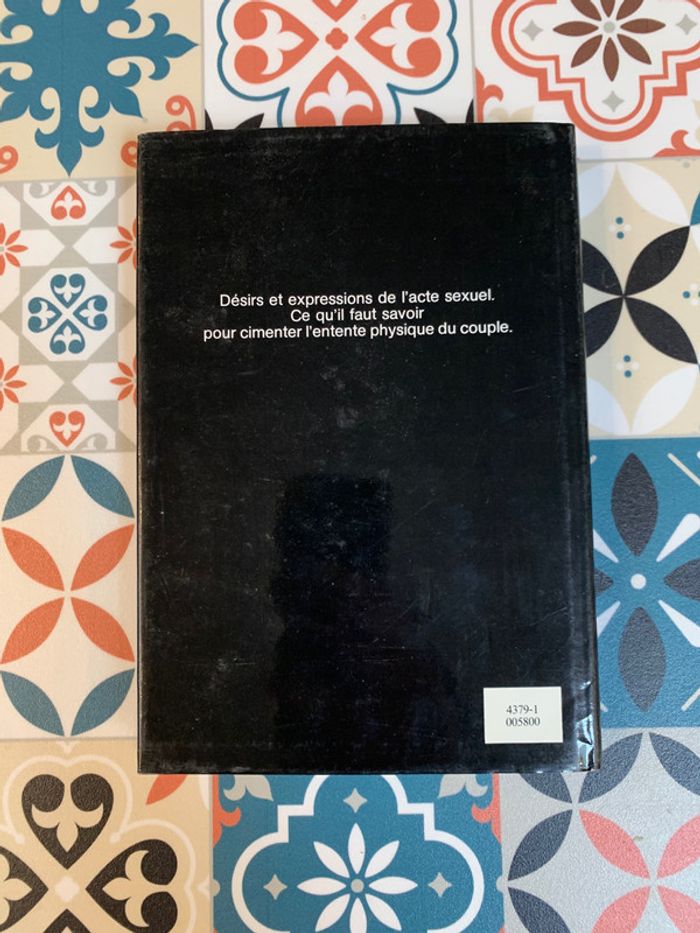 Désirs et expressions de l'acte sexuel.
Ce qu'il faut savoir
pour cimenter l'entente physique du couple.
4379-1
005800